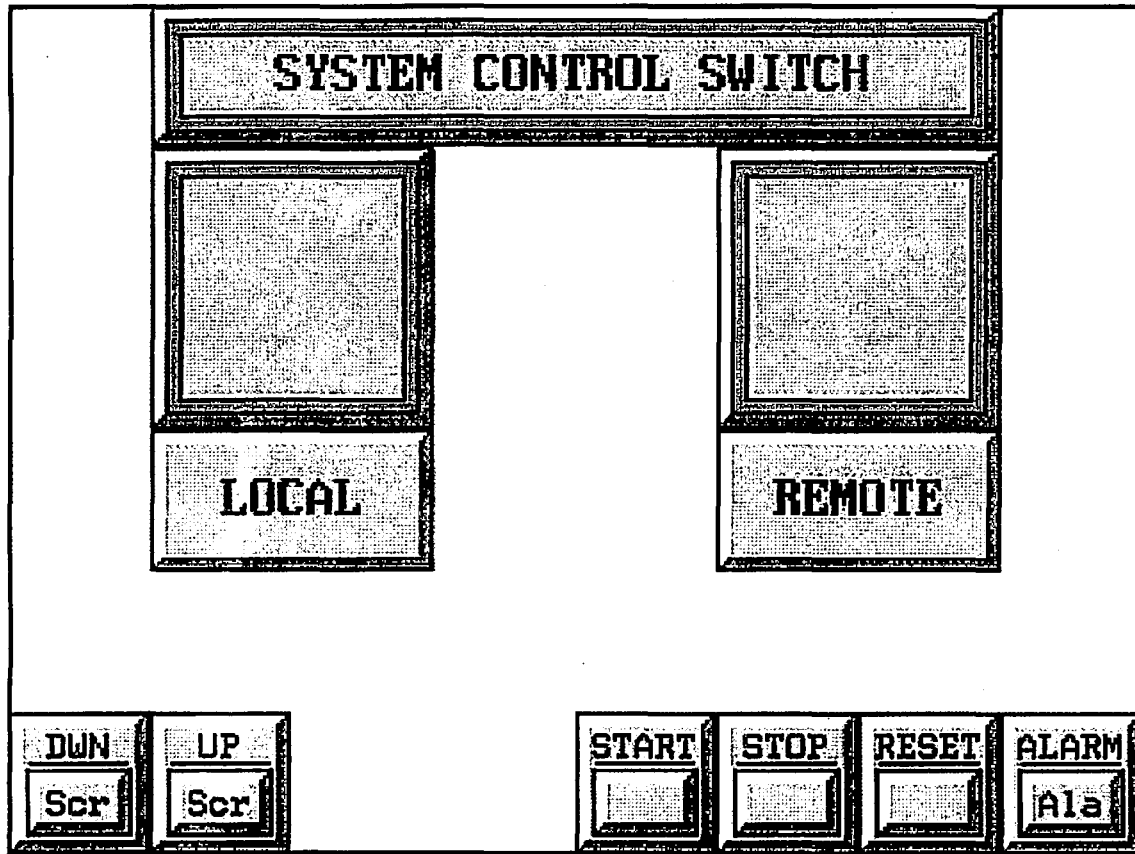 SYSTEM CONTROL SWITCH
LOCAL
REMOTE
DWN
UP
START
STOP
RESET
ALARM
Scr
Scr
Ala